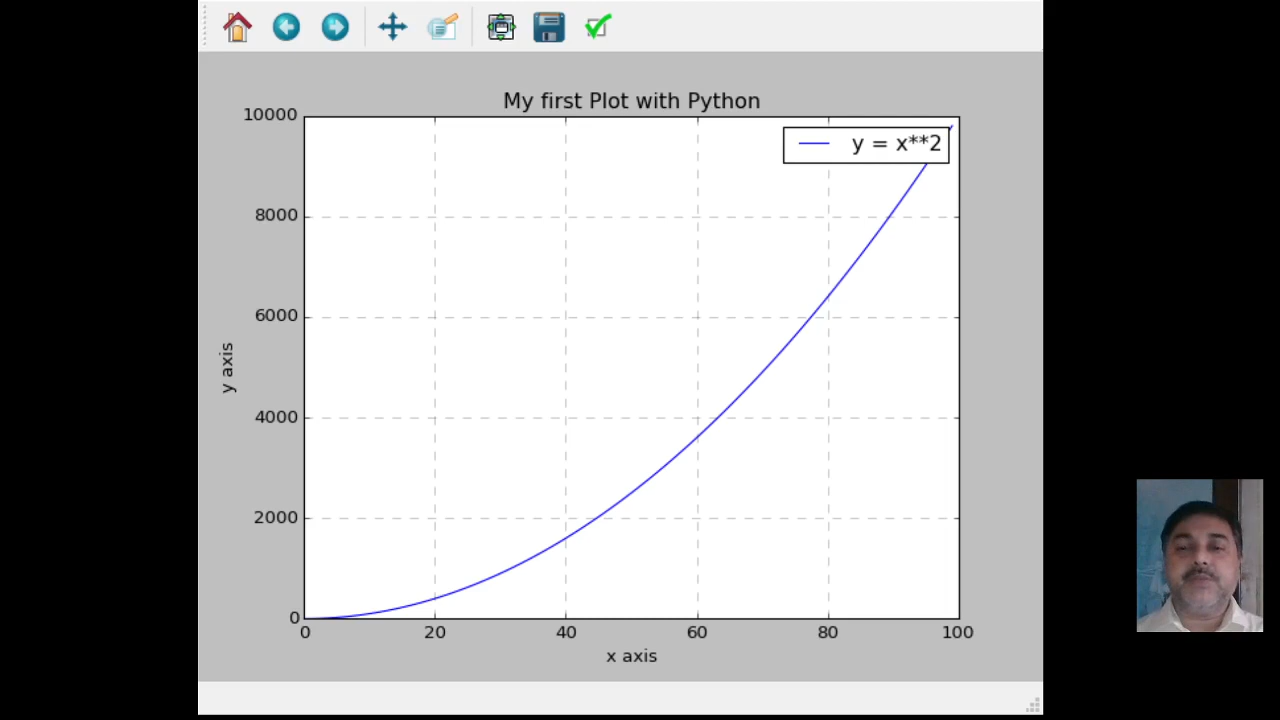 My first Plot with Python
y = x**2
10000
8000
6000
4000
2000
0
y axis
0 20 40 60 80 100
x axis